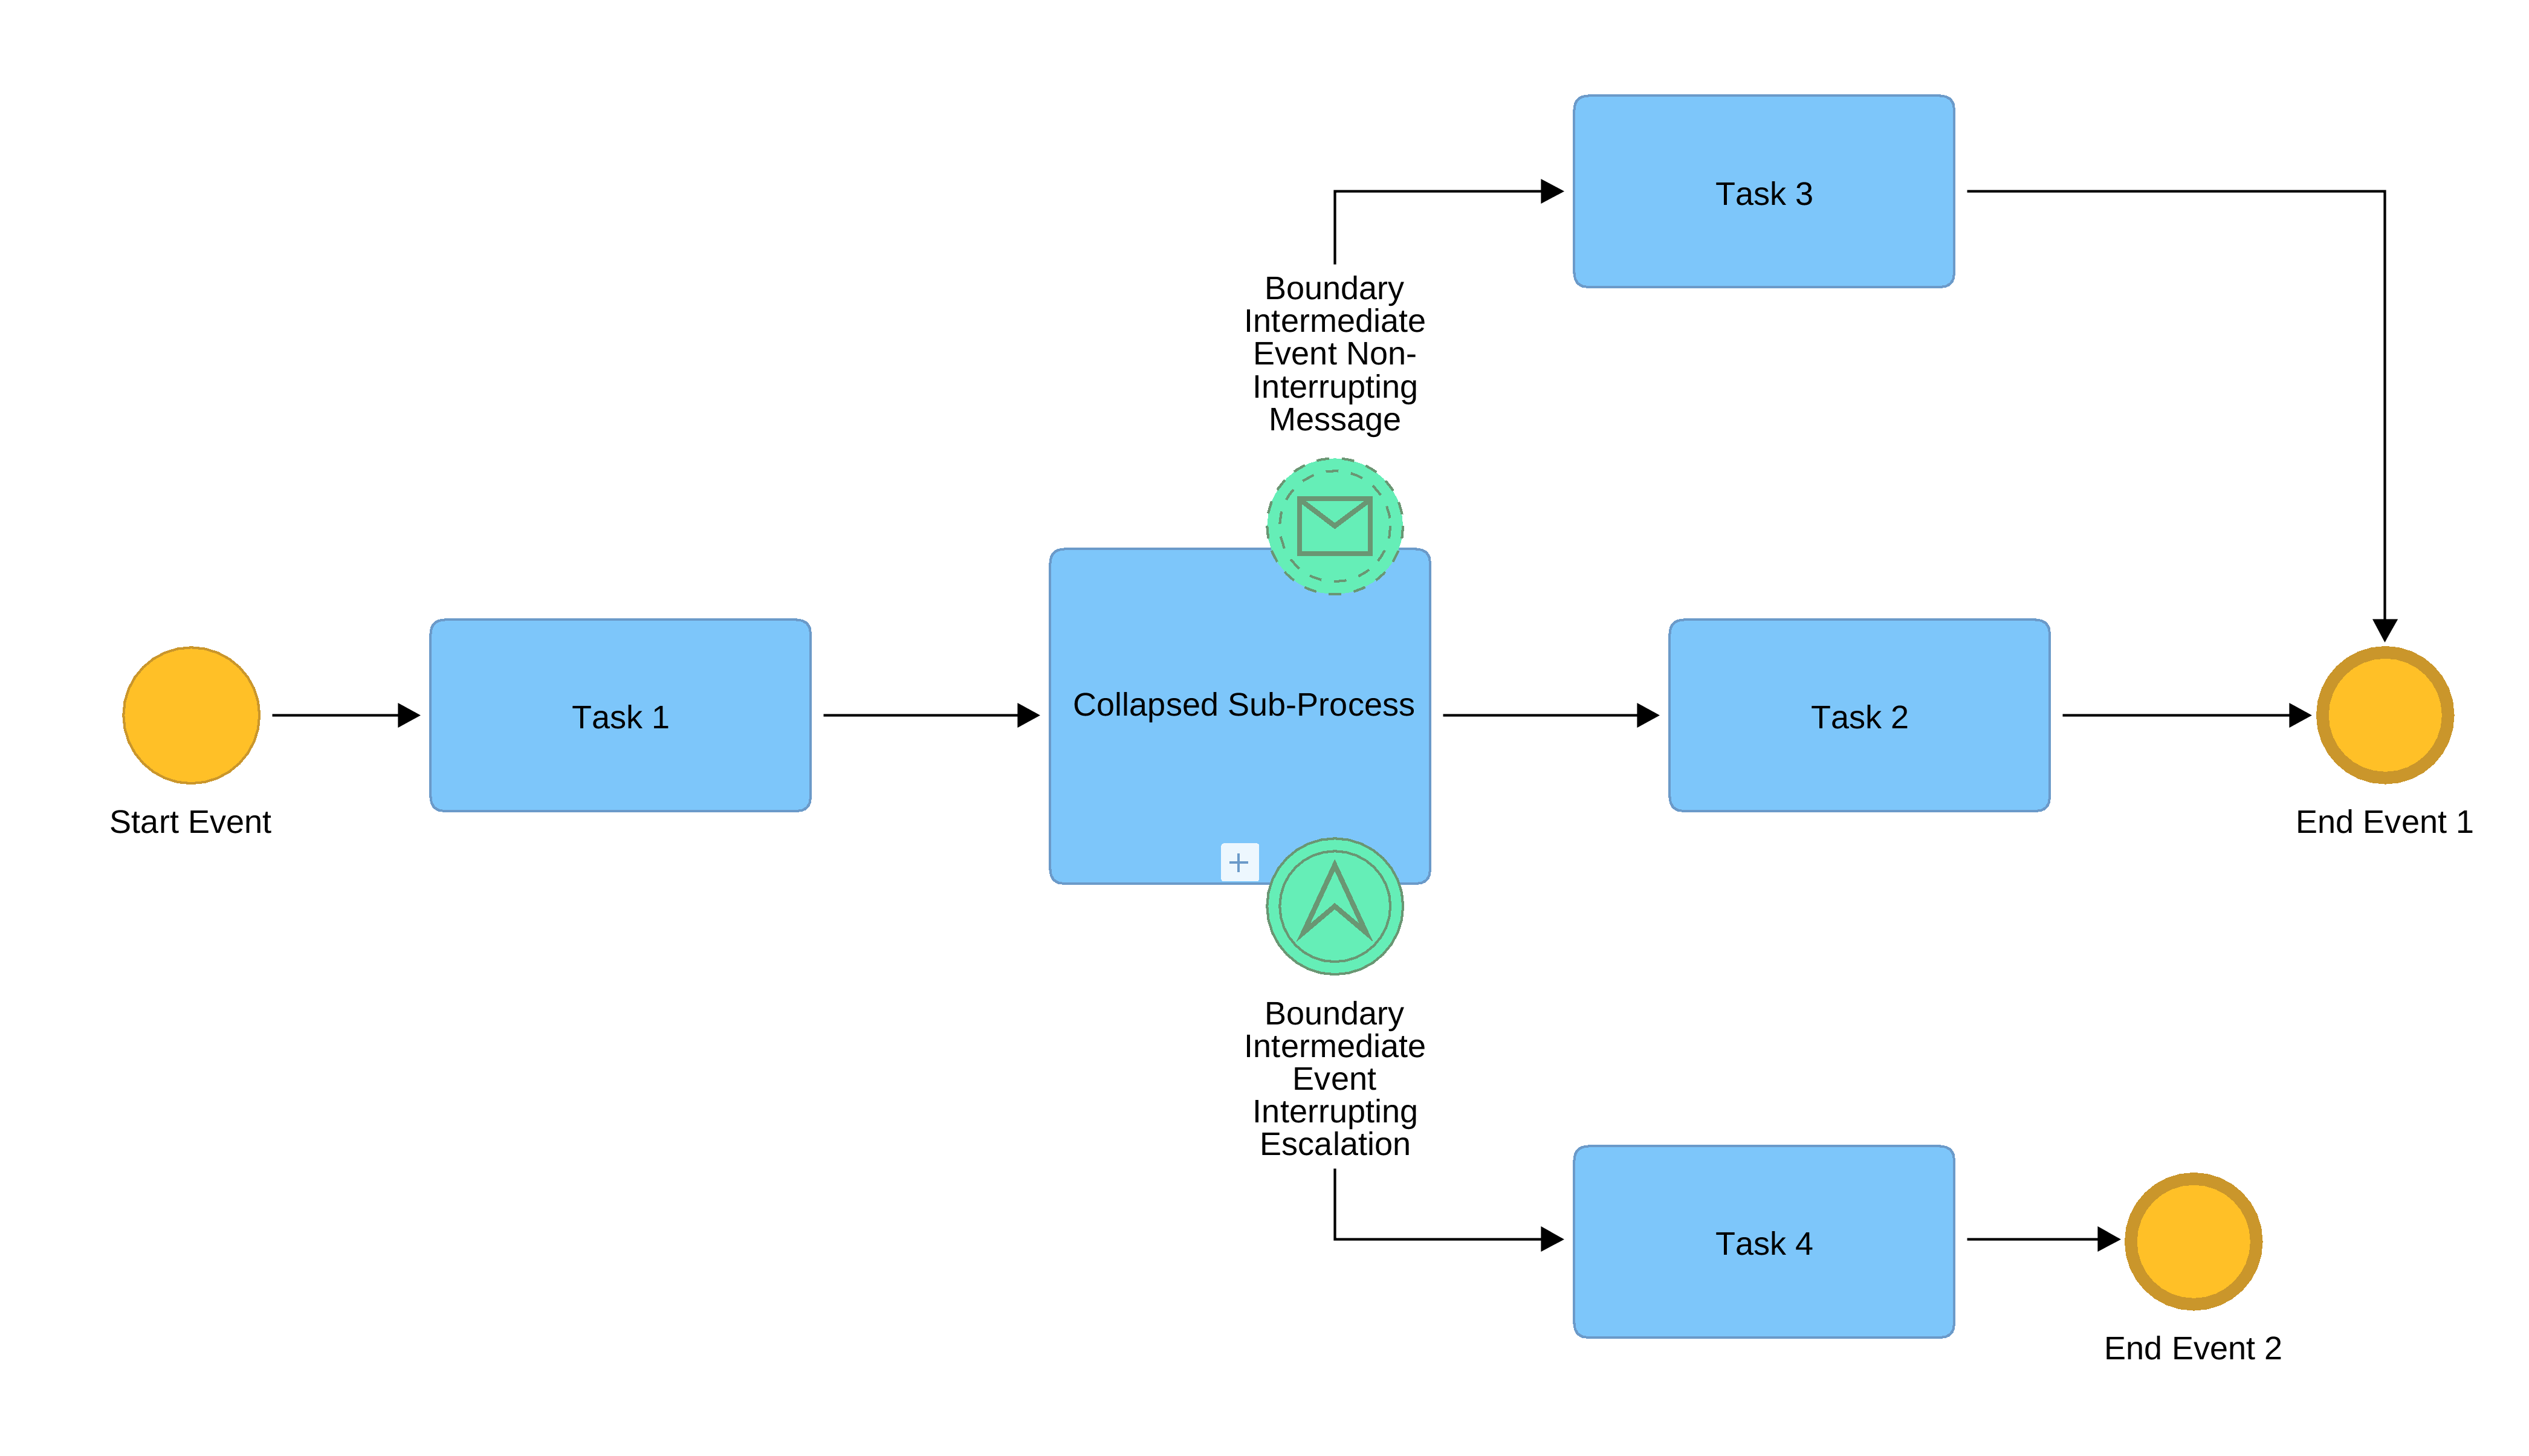 Task 3
Boundary
Intermediate
Event Non-
Interrupting
Message
Start Event
Task 1
Collapsed Sub-Process
Task 2
End Event 1
Boundary
Intermediate
Event
Interrupting
Escalation
Task 4
End Event 2